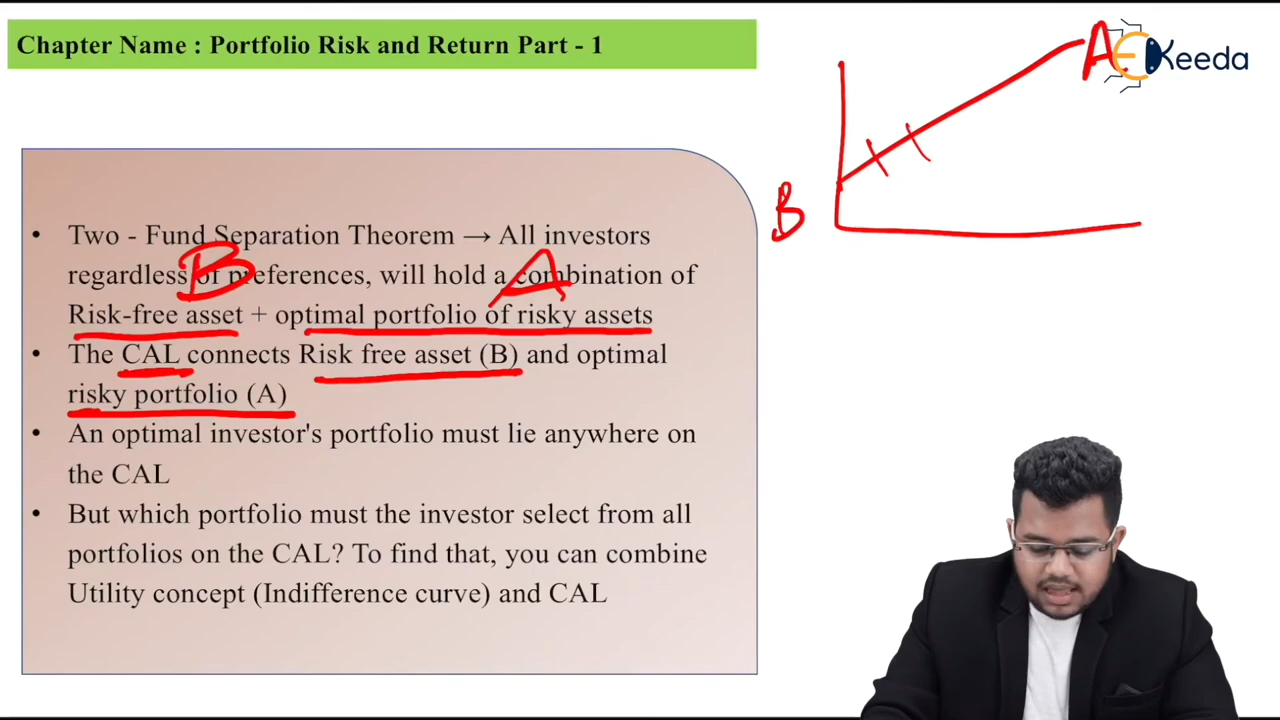 Chapter Name : Portfolio Risk and Return Part - 1
A
EKeeda
B
• Two - Fund Separation Theorem → All investors
regardless of preferences, will hold a combination of
B A
Risk-free asset + optimal portfolio of risky assets
• The CAL connects Risk free asset (B) and optimal
risky portfolio (A)
• An optimal investor's portfolio must lie anywhere on
the CAL
• But which portfolio must the investor select from all
portfolios on the CAL? To find that, you can combine
Utility concept (Indifference curve) and CAL